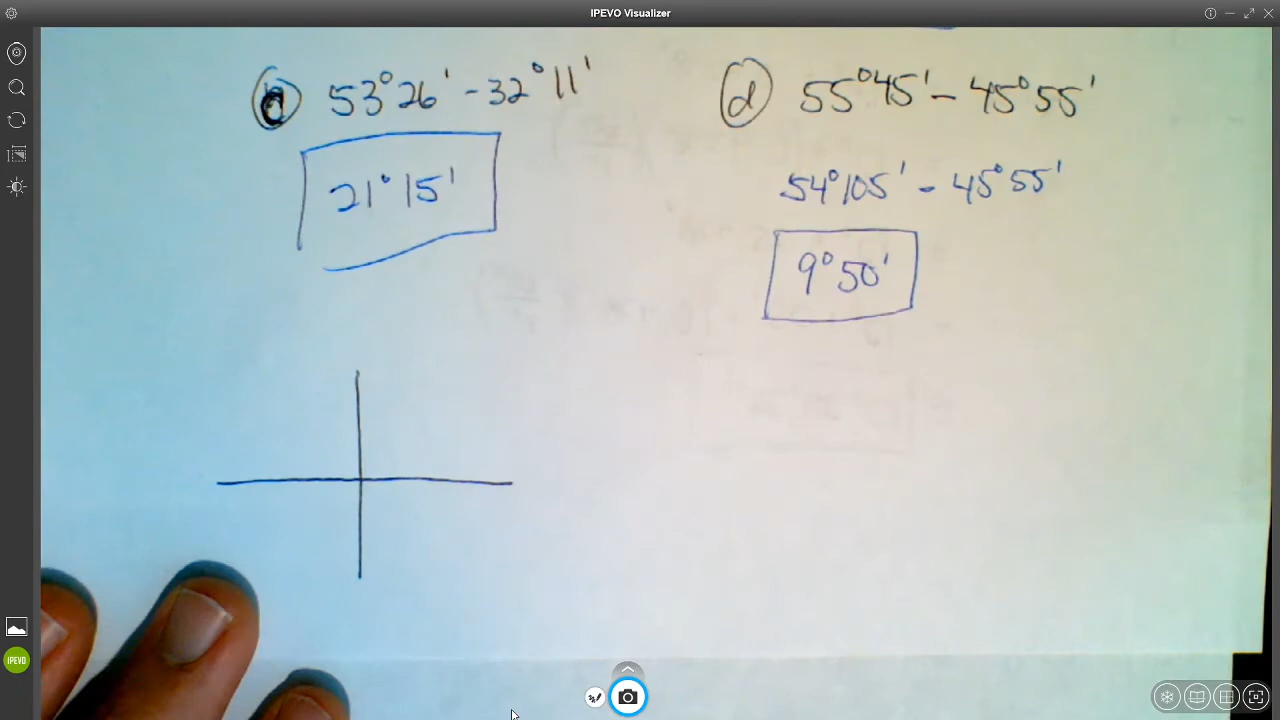 IPEVO Visualizer
53°26' - 32°11'
21°15'
(d) 55°45' - 45°55'
54°105' - 45°55'
9°50'
IPEVO